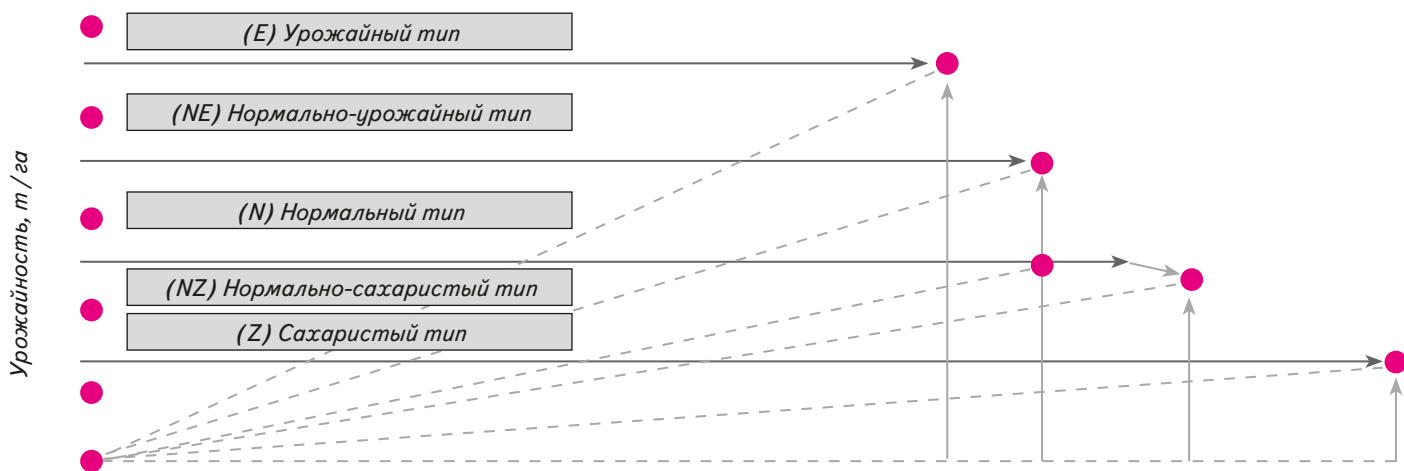 (E) Урожайный тип
(NE) Нормально-урожайный тип
(N) Нормальный тип
(NZ) Нормально-сахаристый тип
(Z) Сахаристый тип
Урожайность, т / га